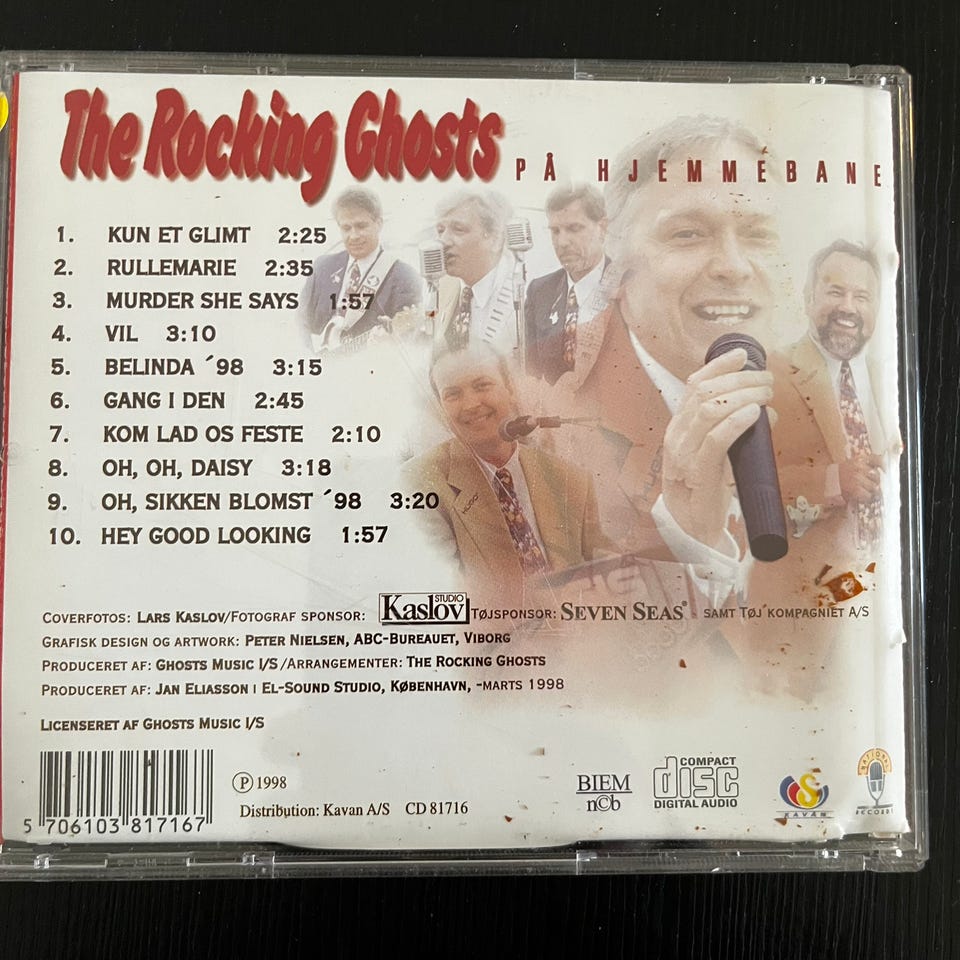 The Rocking Ghosts PÅ HJEMMEBANE
1. KUN ET GLIMT 2:25
2. RULLEMARIE 2:35
3. MURDER SHE SAYS 1:57
4. VIL 3:10
5. BELINDA ´98 3:15
6. GANG I DEN 2:45
7. KOM LAD OS FESTE 2:10
8. OH, OH, DAISY 3:18
9. OH, SIKKEN BLOMST ´98 3:20
10. HEY GOOD LOOKING 1:57
COVERFOTOS: LARS KASLOV/FOTOGRAF SPONSOR: STUDIO Kaslov TØJSPONSOR: SEVEN SEAS® - SAMT TØJ KOMPAGNIET A/S
GRAFISK DESIGN OG ARTWORK: PETER NIELSEN, ABC-BUREAUET, VIBORG
PRODUCERET AF: GHOSTS MUSIC I/S/ARRANGEMENTER: THE ROCKING GHOSTS
PRODUCERET AF: JAN ELIASSON I EL-SOUND STUDIO, KØBENHAVN, -MARTS 1998
LICENSERET AF GHOSTS MUSIC I/S
5 706103 817167
Ⓟ 1998
Distribution: Kavan A/S CD 81716
BIEM
n©b
COMPACT
disc
DIGITAL AUDIO
S
KAVAN
NATIONAL
RECORDS